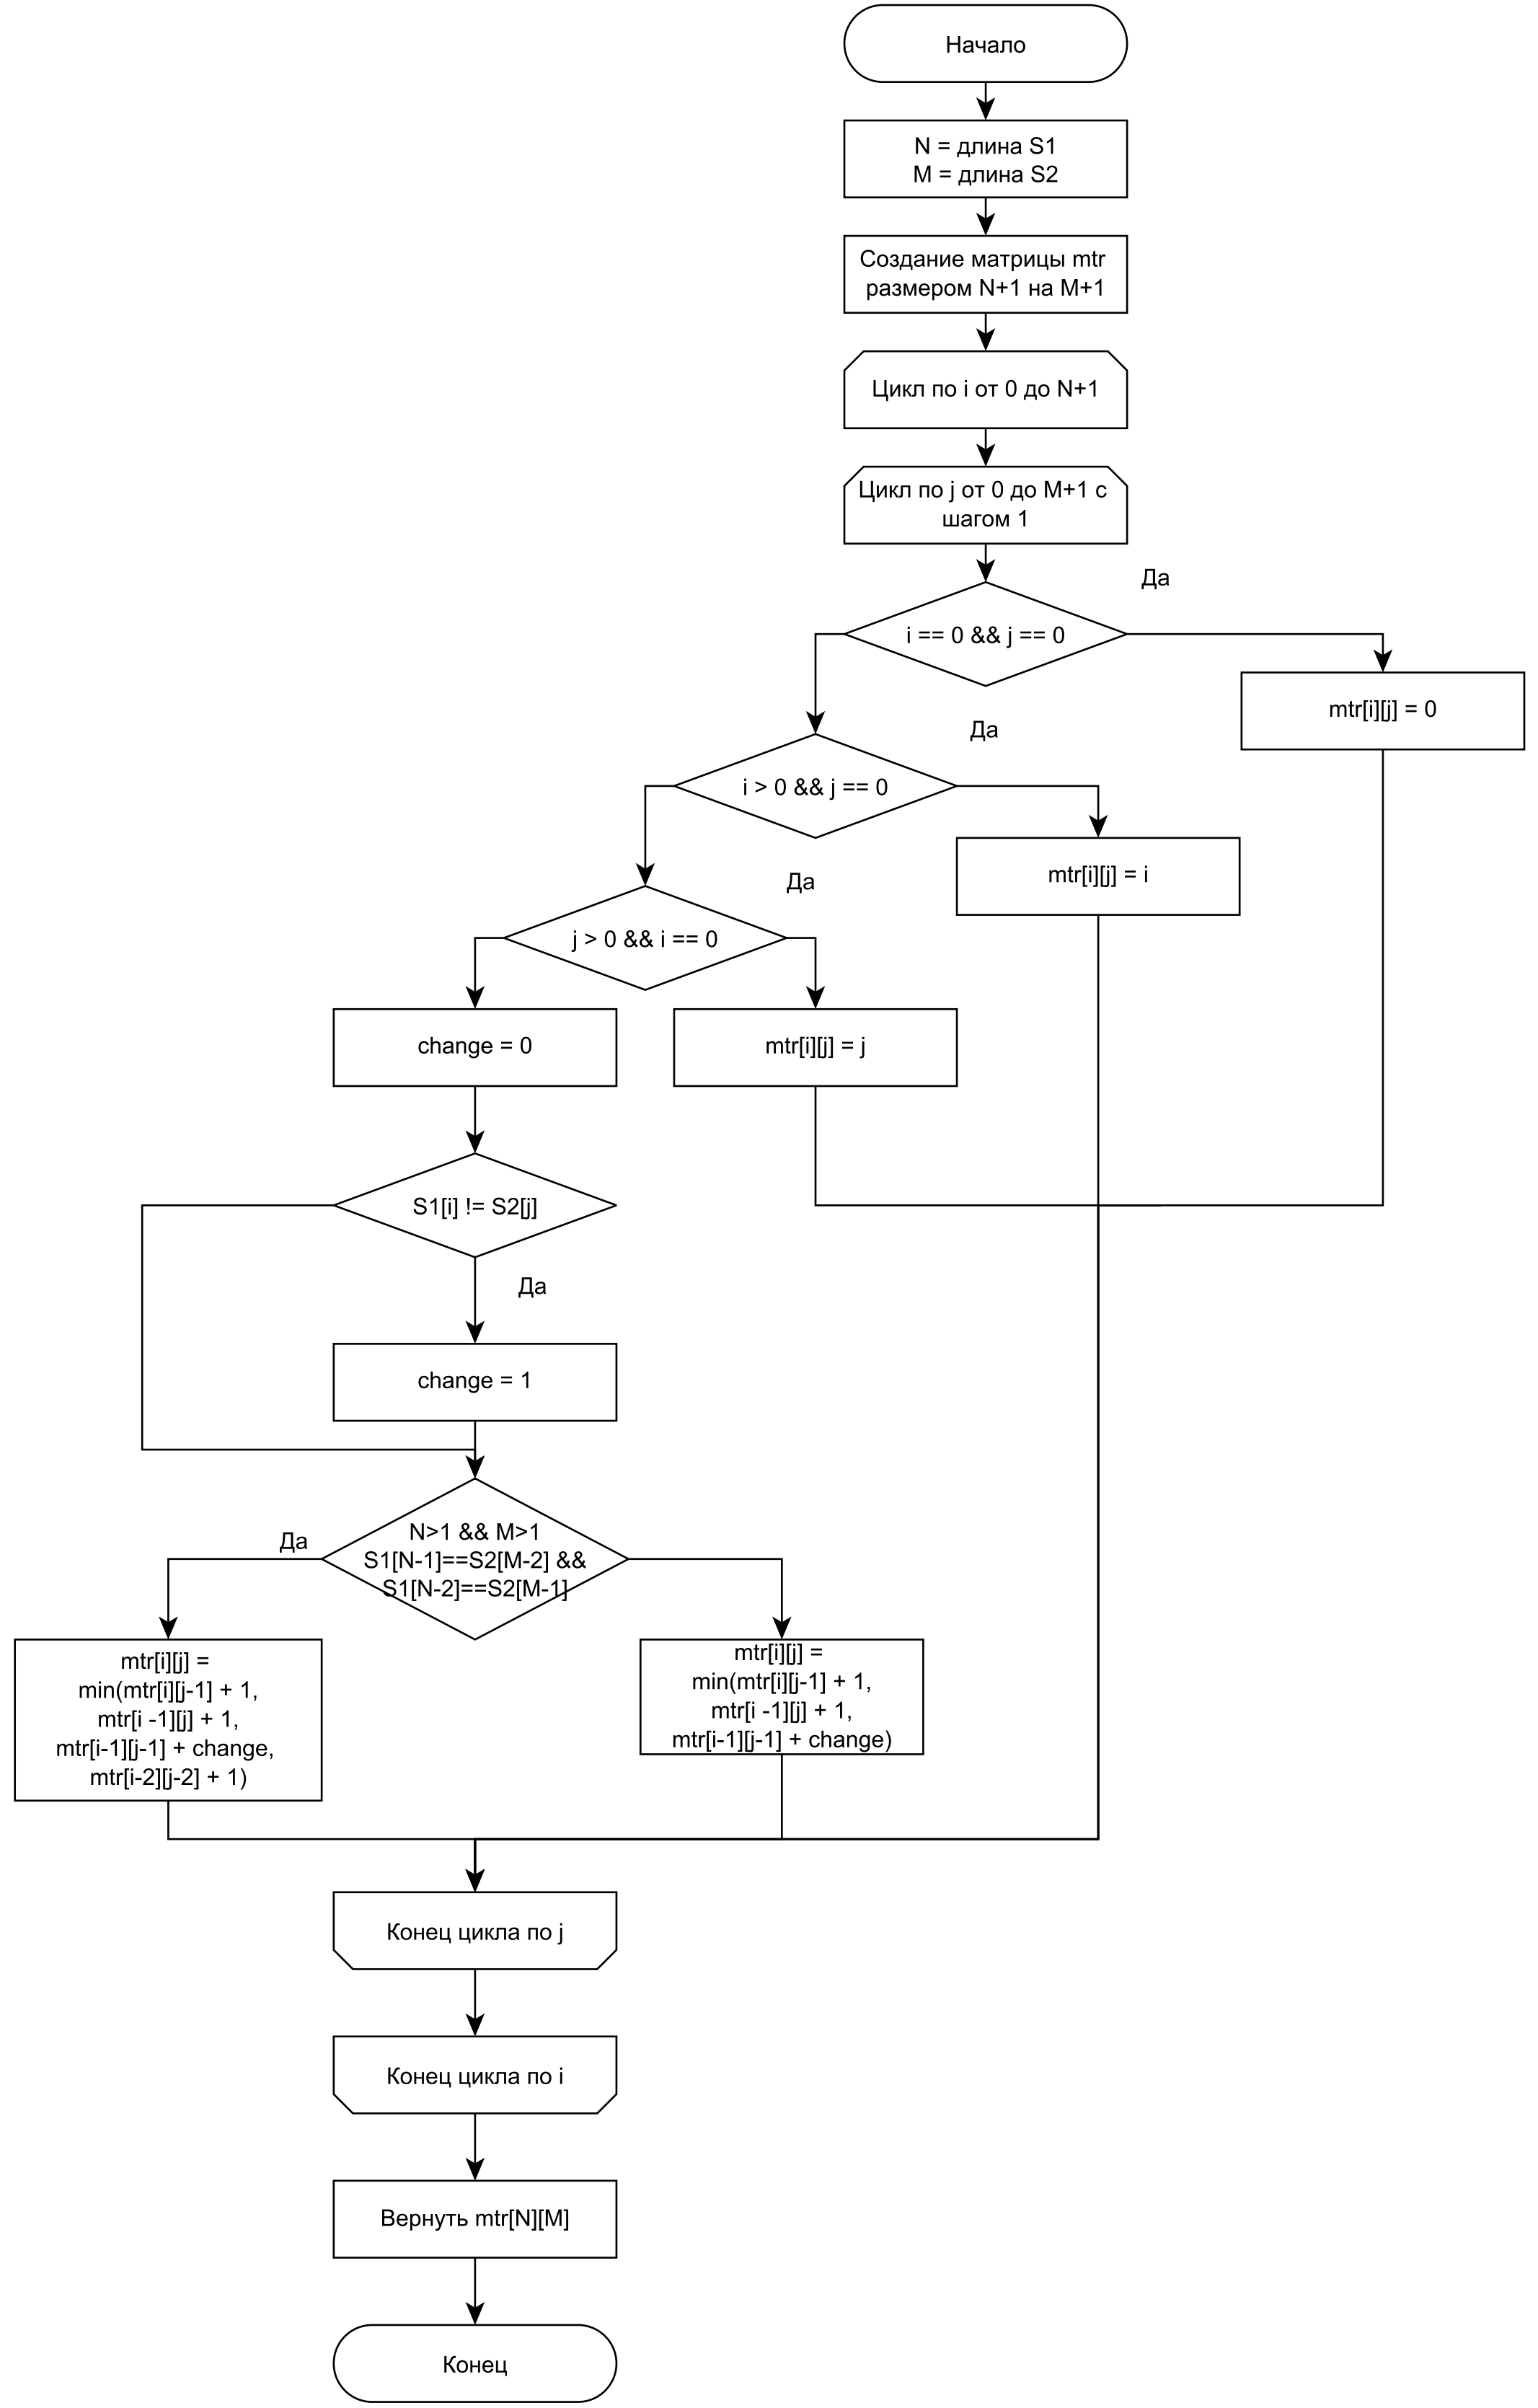 Начало
N = длина S1
M = длина S2
Создание матрицы mtr
размером N+1 на M+1
Цикл по i от 0 до N+1
Цикл по j от 0 до M+1 с
шагом 1
Да
i == 0 && j == 0
mtr[i][j] = 0
Да
i > 0 && j == 0
mtr[i][j] = i
Да
j > 0 && i == 0
change = 0
mtr[i][j] = j
S1[i] != S2[j]
Да
change = 1
Да
N>1 && M>1
S1[N-1]==S2[M-2] &&
S1[N-2]==S2[M-1]
mtr[i][j] =
min(mtr[i][j-1] + 1,
mtr[i -1][j] + 1,
mtr[i-1][j-1] + change,
mtr[i-2][j-2] + 1)
mtr[i][j] =
min(mtr[i][j-1] + 1,
mtr[i -1][j] + 1,
mtr[i-1][j-1] + change)
Конец цикла по j
Конец цикла по i
Вернуть mtr[N][M]
Конец